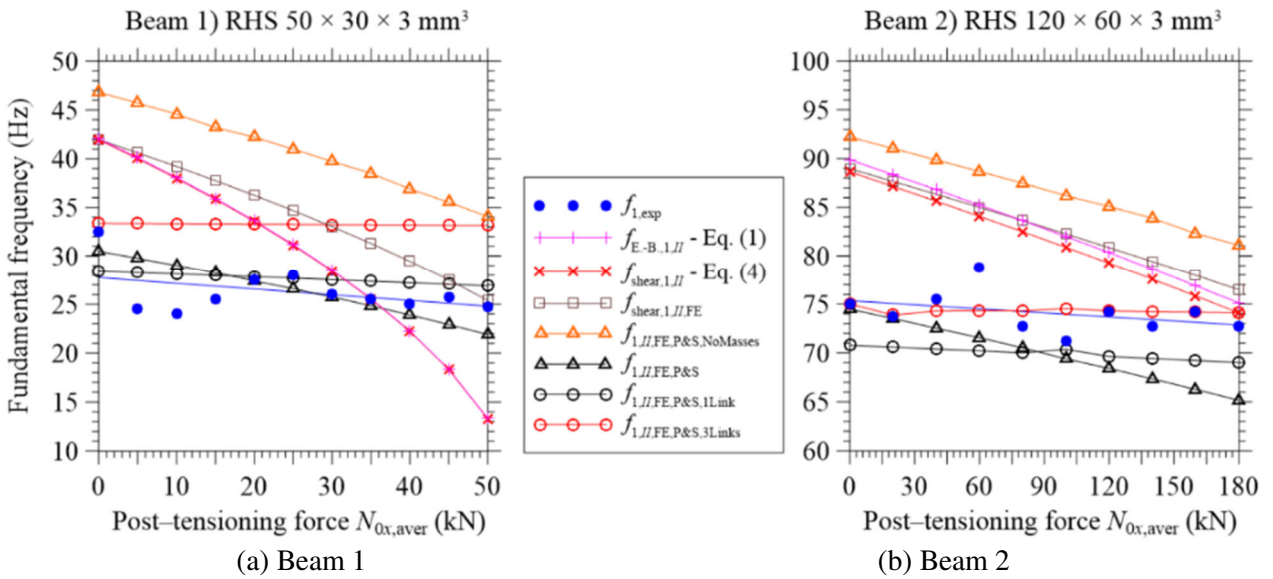 Beam 1) RHS 50 × 30 × 3 mm³
Beam 2) RHS 120 × 60 × 3 mm³
Fundamental frequency (Hz)
50
45
40
35
30
25
20
15
10
0 10 20 30 40 50
Post–tensioning force N0x,aver (kN)
(a) Beam 1
f1,exp
fE.-B.,1,II - Eq. (1)
fshear,1,II - Eq. (4)
fshear,1,II,FE
f1,II,FE,P&S,NoMasses
f1,II,FE,P&S
f1,II,FE,P&S,1Link
f1,II,FE,P&S,3Links
100
95
90
85
80
75
70
65
60
0 30 60 90 120 150 180
Post–tensioning force N0x,aver (kN)
(b) Beam 2